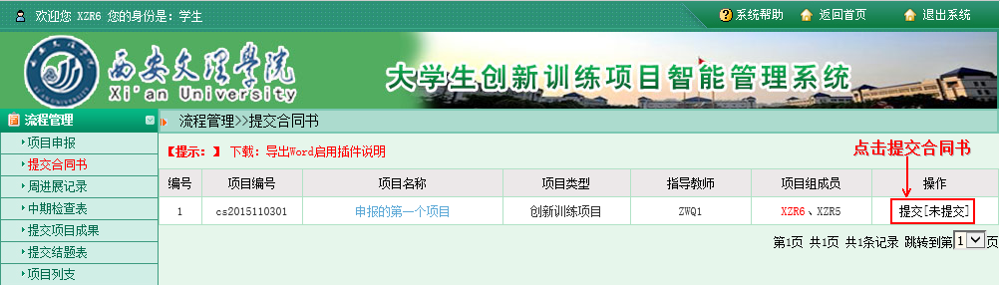 欢迎您 XZR6 您的身份是：学生
系统帮助 返回首页 退出系统
西安文理学院
Xi'an University
大学生创新训练项目智能管理系统
流程管理
流程管理>>提交合同书
项目申报
提交合同书
周进展记录
中期检查表
提交项目成果
提交结题表
项目列支
【提示：】 下载：导出Word启用插件说明
点击提交合同书
编号 项目编号 项目名称 项目类型 指导教师 项目组成员 操作
1 cs2015110301 申报的第一个项目 创新训练项目 ZWQ1 XZR6、XZR5 提交[未提交]
第1页 共1页 共1条记录 跳转到第 1 页